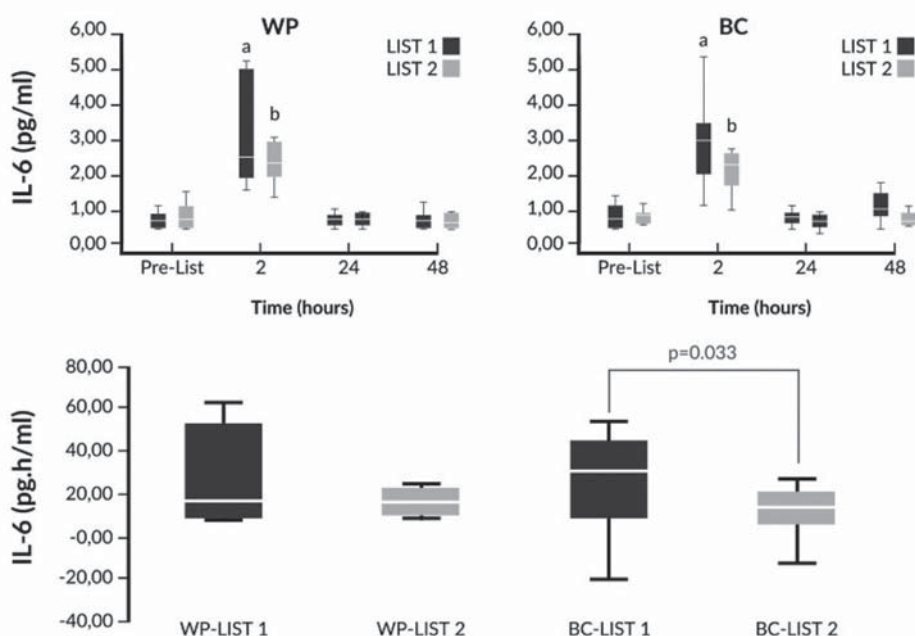 WP
IL-6 (pg/ml)
6,00
5,00
4,00
3,00
2,00
1,00
0,00
a
b
LIST 1
LIST 2
Pre-List
2
24
48
Time (hours)
BC
6,00
5,00
4,00
3,00
2,00
1,00
0,00
a
b
LIST 1
LIST 2
Pre-List
2
24
48
Time (hours)
IL-6 (pg.h/ml)
80,00
60,00
40,00
20,00
-0,00
-20,00
-40,00
p=0.033
WP-LIST 1
WP-LIST 2
BC-LIST 1
BC-LIST 2